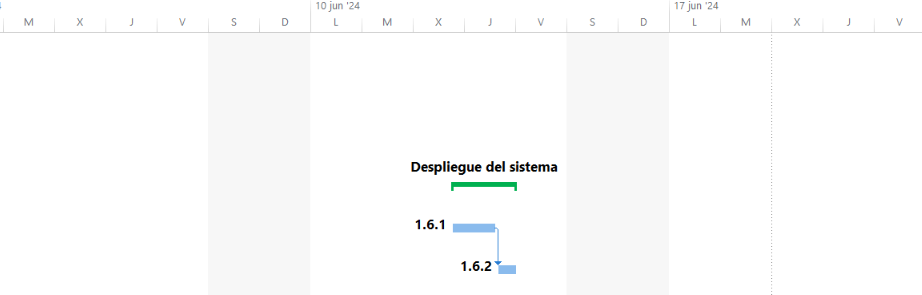 10 jun '24 17 jun '24
M X J V S D L M X J V S D L M X J V
Despliegue del sistema
1.6.1
1.6.2